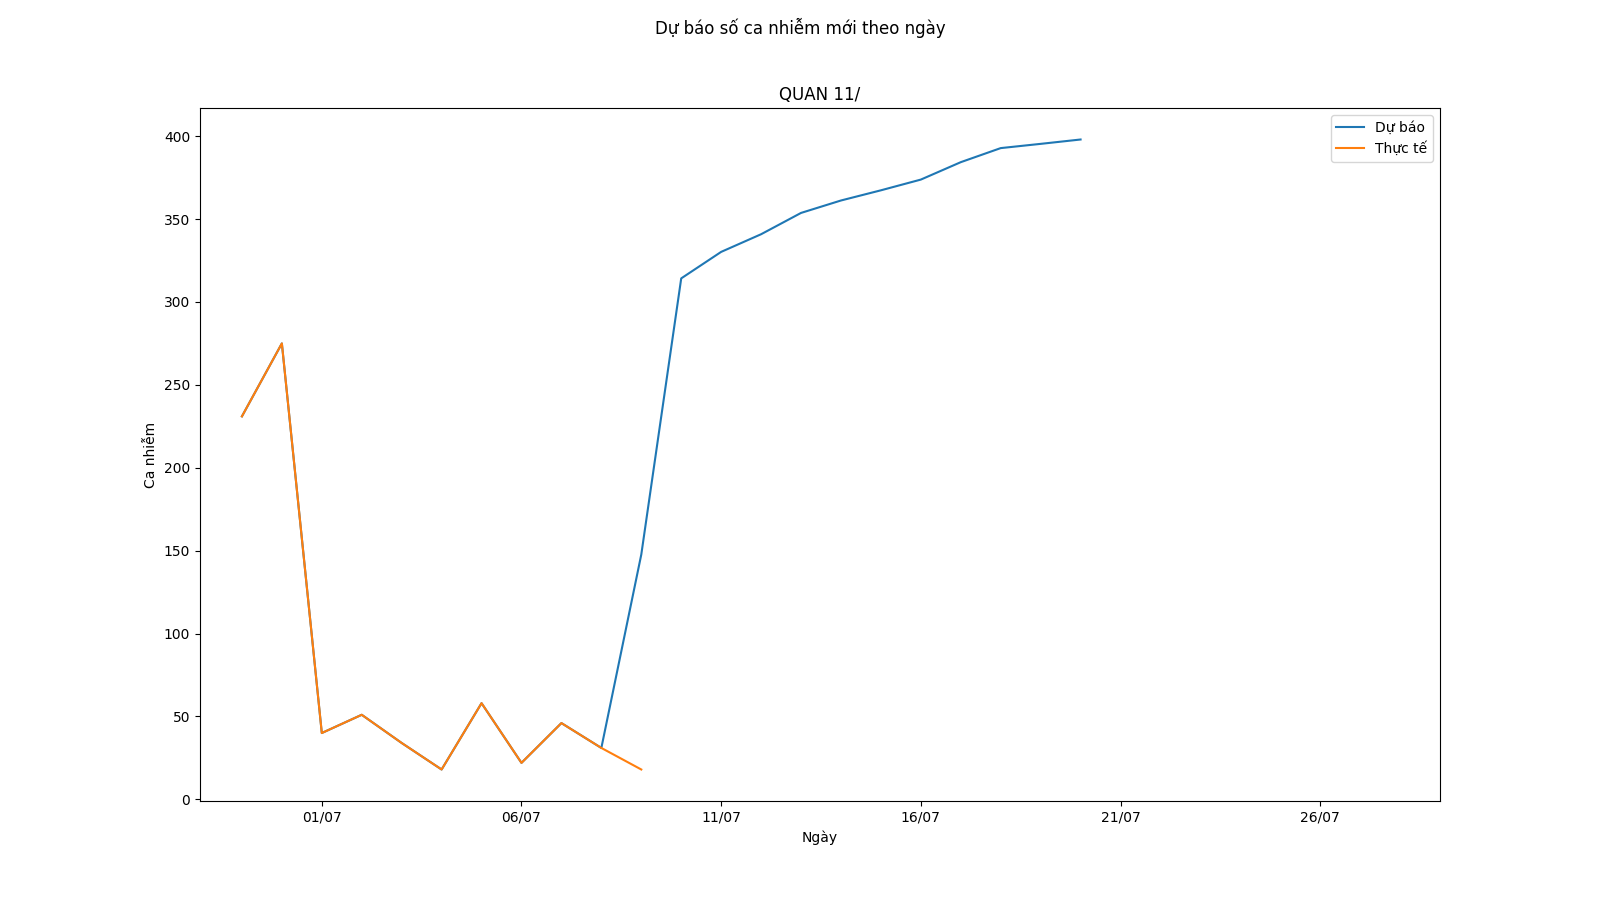 Dự báo số ca nhiễm mới theo ngày
QUAN 11/
Dự báo
Thực tế
400
350
300
250
200
150
100
50
0
Ca nhiễm
01/07
06/07
11/07
16/07
21/07
26/07
Ngày